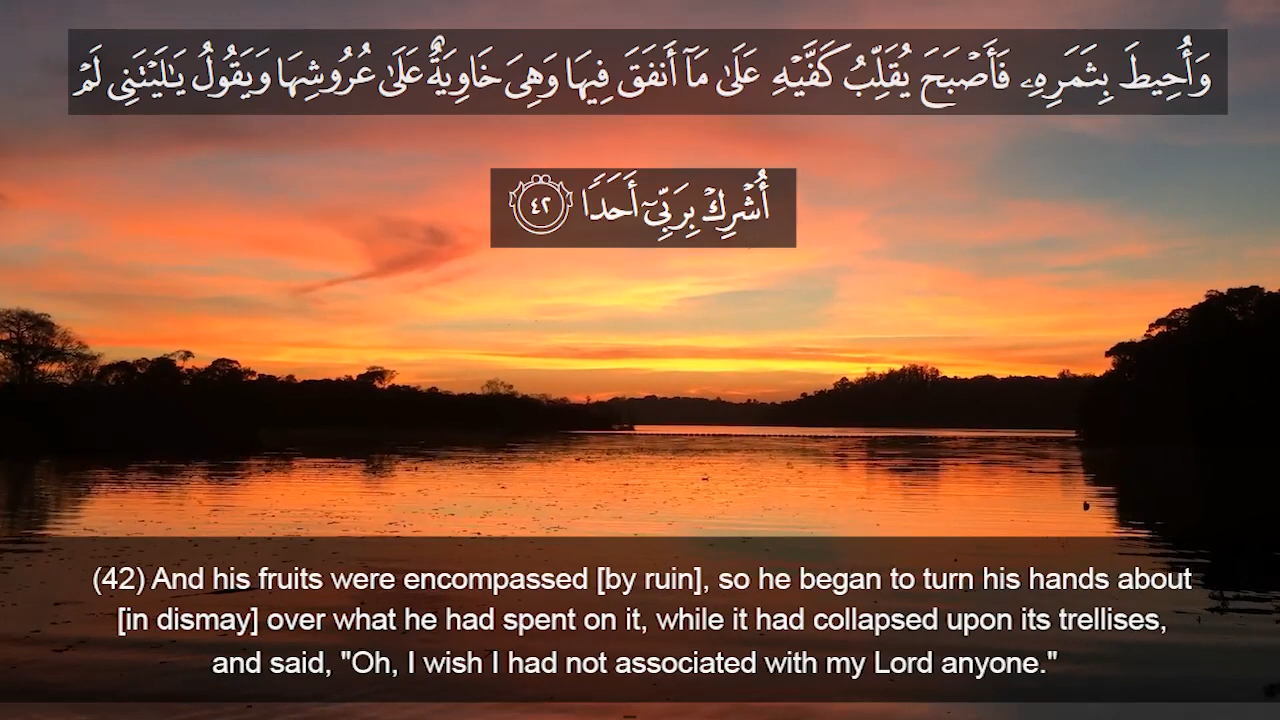 وَأُحِيطَ بِثَمَرِهِۦ فَأَصۡبَحَ يُقَلِّبُ كَفَّيۡهِ عَلَىٰ مَآ أَنفَقَ فِيهَا وَهِيَ خَاوِيَةٌ عَلَىٰ عُرُوشِهَا وَيَقُولُ يَٰلَيۡتَنِي لَمۡ
أُشۡرِكۡ بِرَبِّيٓ أَحَدٗا ٤٢
(42) And his fruits were encompassed [by ruin], so he began to turn his hands about
[in dismay] over what he had spent on it, while it had collapsed upon its trellises,
and said, "Oh, I wish I had not associated with my Lord anyone."